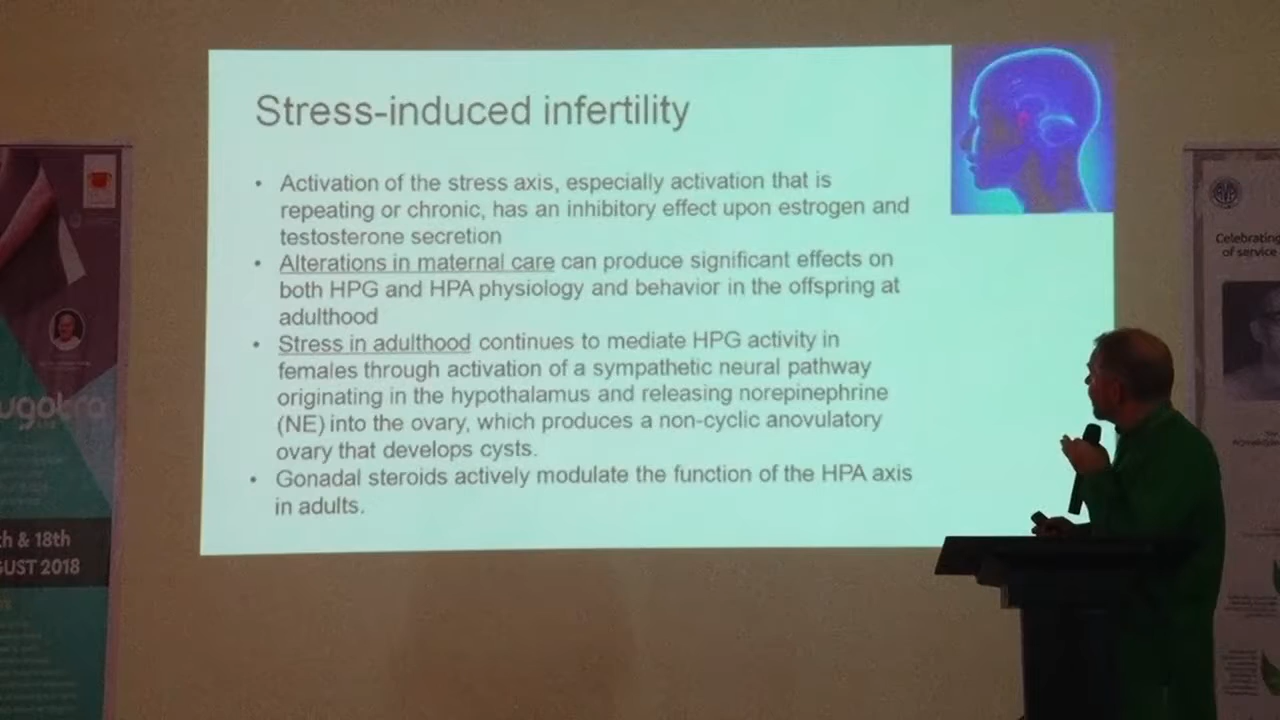 Stress-induced infertility
• Activation of the stress axis, especially activation that is
repeating or chronic, has an inhibitory effect upon estrogen and
testosterone secretion
• Alterations in maternal care can produce significant effects on
both HPG and HPA physiology and behavior in the offspring at
adulthood
• Stress in adulthood continues to mediate HPG activity in
females through activation of a sympathetic neural pathway
originating in the hypothalamus and releasing norepinephrine
(NE) into the ovary, which produces a non-cyclic anovulatory
ovary that develops cysts.
• Gonadal steroids actively modulate the function of the HPA axis
in adults.
th & 18th
GUST 2018
Celebrating
of service